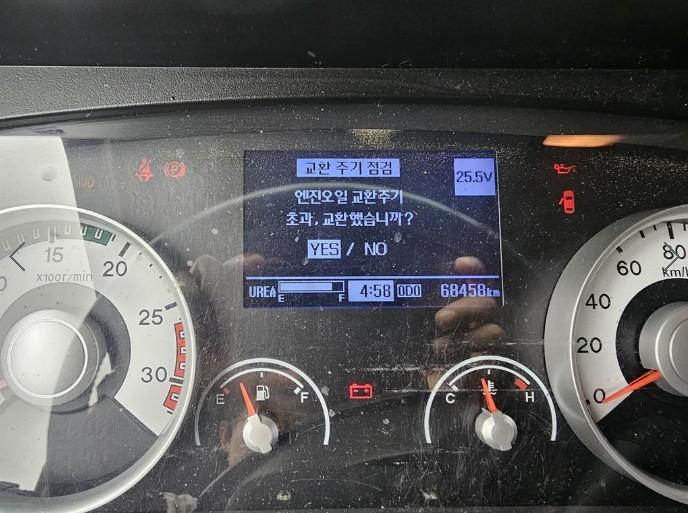 교환 주기 점검
25.5V
엔진오일 교환주기
초과, 교환했습니까?
YES / NO
UREA E F 4:58 ODO 68458km
15
20
25
30
x100r/min
E F
C H
0
20
40
60
80
Km/h